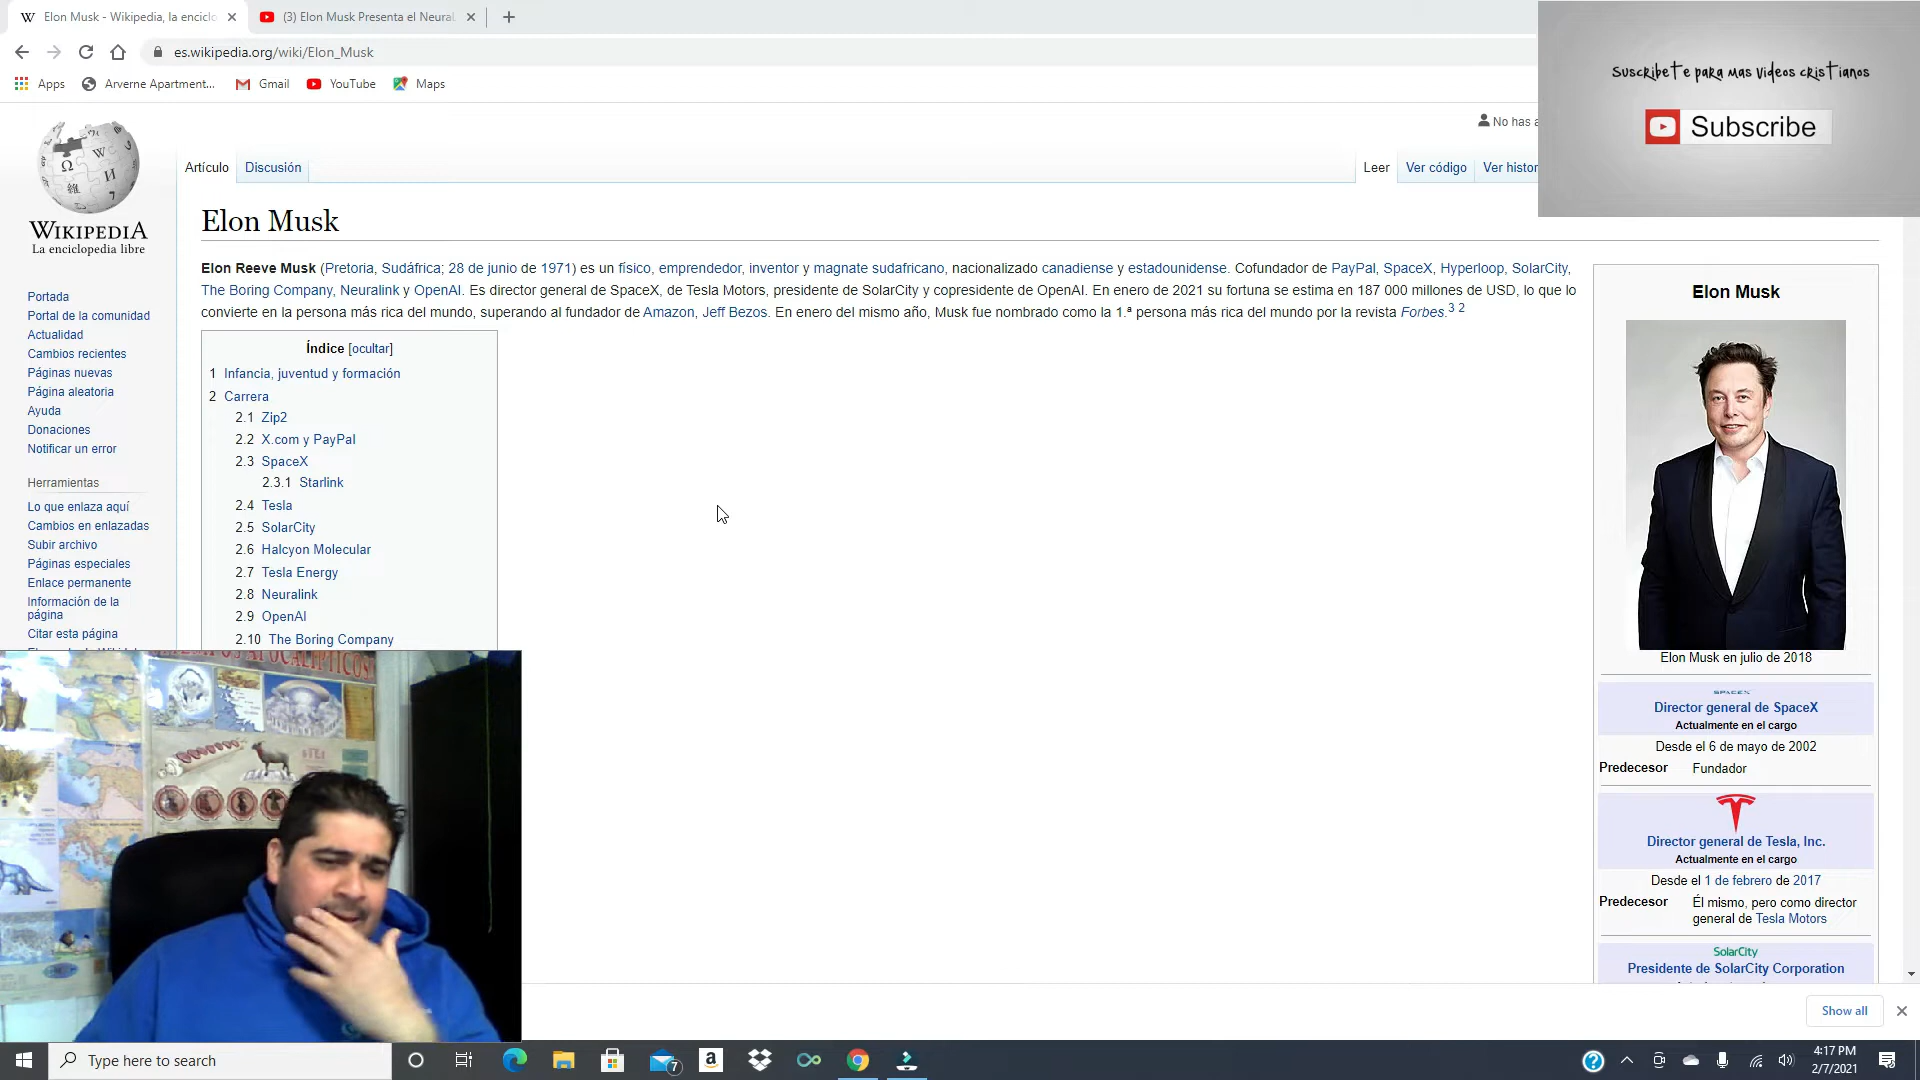 Elon Musk - Wikipedia, la enciclo
(3) Elon Musk Presenta el Neural
es.wikipedia.org/wiki/Elon_Musk
Apps
Arverne Apartment...
Gmail
YouTube
Maps
Suscribete para mas videos cristianos
Subscribe
WIKIPEDIA
La enciclopedia libre
No has a
Artículo
Discusión
Leer
Ver código
Ver histor
Elon Musk
Elon Reeve Musk (Pretoria, Sudáfrica; 28 de junio de 1971) es un físico, emprendedor, inventor y magnate sudafricano, nacionalizado canadiense y estadounidense. Cofundador de PayPal, SpaceX, Hyperloop, SolarCity,
The Boring Company, Neuralink y OpenAI. Es director general de SpaceX, de Tesla Motors, presidente de SolarCity y copresidente de OpenAI. En enero de 2021 su fortuna se estima en 187 000 millones de USD, lo que lo
convierte en la persona más rica del mundo, superando al fundador de Amazon, Jeff Bezos. En enero del mismo año, Musk fue nombrado como la 1.ª persona más rica del mundo por la revista Forbes.3 2
Portada
Portal de la comunidad
Actualidad
Cambios recientes
Páginas nuevas
Página aleatoria
Ayuda
Donaciones
Notificar un error
Herramientas
Lo que enlaza aquí
Cambios en enlazadas
Subir archivo
Páginas especiales
Enlace permanente
Información de la
página
Citar esta página
Índice [ocultar]
1 Infancia, juventud y formación
2 Carrera
2.1 Zip2
2.2 X.com y PayPal
2.3 SpaceX
2.3.1 Starlink
2.4 Tesla
2.5 SolarCity
2.6 Halcyon Molecular
2.7 Tesla Energy
2.8 Neuralink
2.9 OpenAI
2.10 The Boring Company
Elon Musk
Elon Musk en julio de 2018
SPACEX
Director general de SpaceX
Actualmente en el cargo
Desde el 6 de mayo de 2002
Predecesor Fundador
Director general de Tesla, Inc.
Actualmente en el cargo
Desde el 1 de febrero de 2017
Predecesor Él mismo, pero como director
general de Tesla Motors
SolarCity
Presidente de SolarCity Corporation
APOCALIPTICOS
Show all
Type here to search
7
4:17 PM
2/7/2021